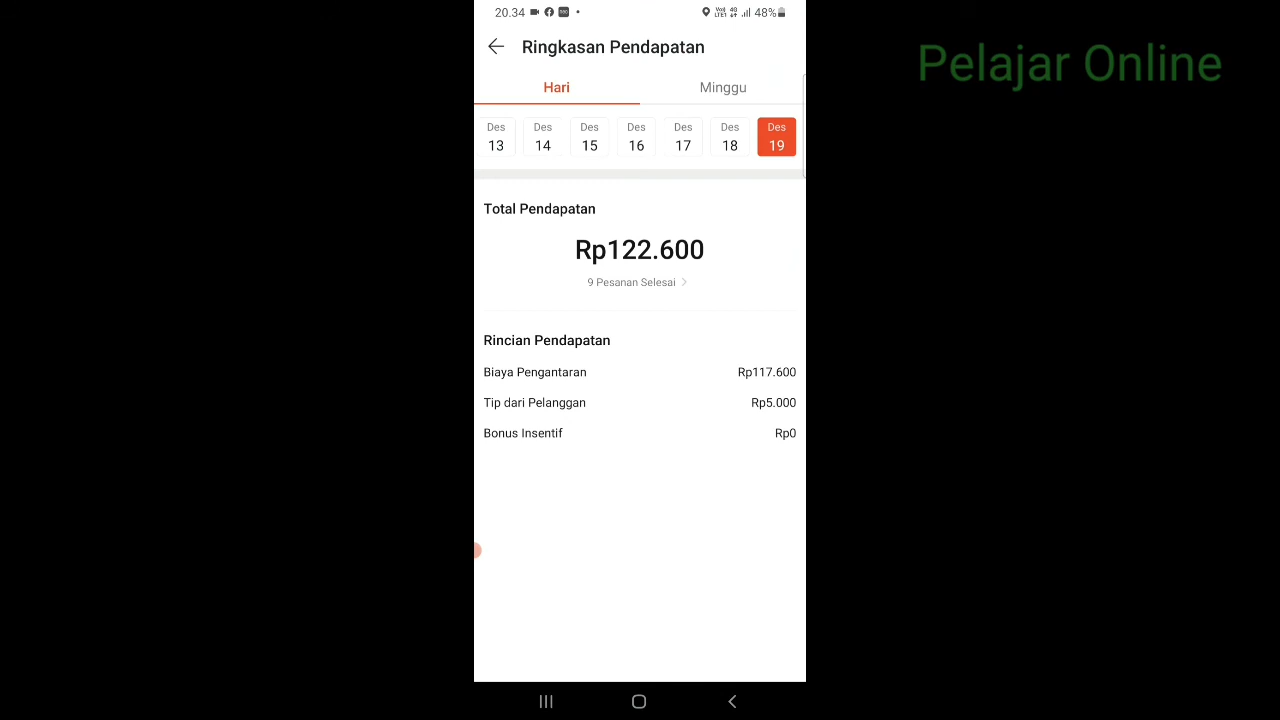 20.34
48%
Pelajar Online
Ringkasan Pendapatan
Hari Minggu
Des Des Des Des Des Des Des
13 14 15 16 17 18 19
Total Pendapatan
Rp122.600
9 Pesanan Selesai
Rincian Pendapatan
Biaya Pengantaran Rp117.600
Tip dari Pelanggan Rp5.000
Bonus Insentif Rp0